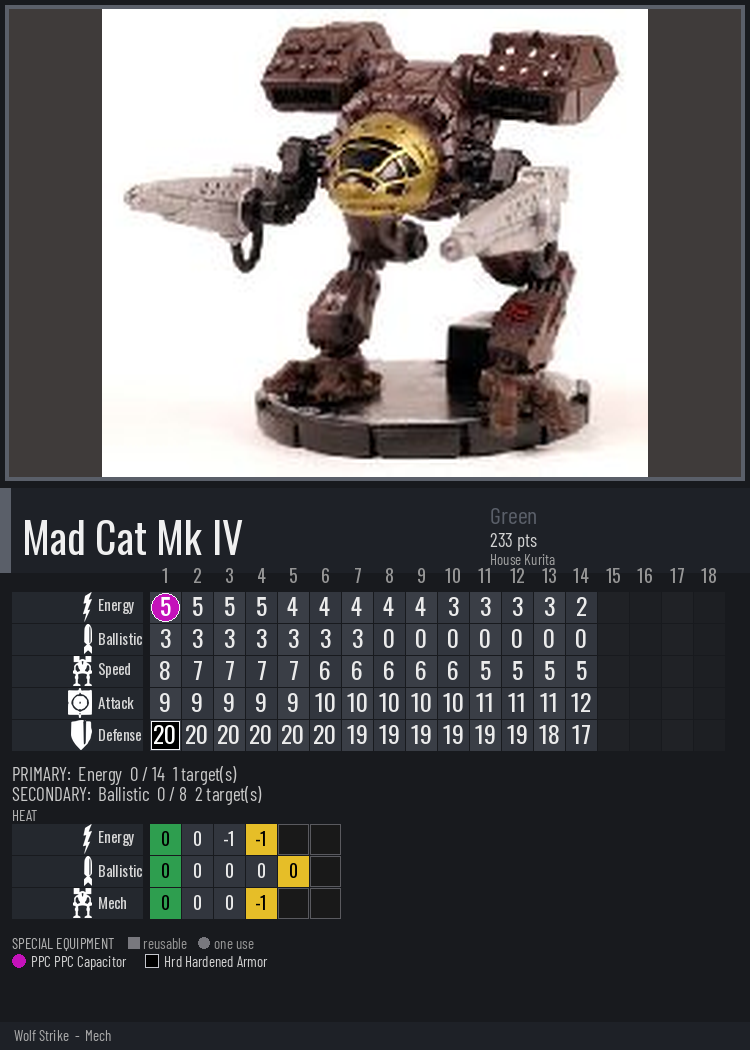 Mad Cat Mk IV
Green
233 pts
House Kurita
1 2 3 4 5 6 7 8 9 10 11 12 13 14 15 16 17 18
Energy 5 5 5 5 4 4 4 4 4 3 3 3 3 2
Ballistic 3 3 3 3 3 3 3 0 0 0 0 0 0 0
Speed 8 7 7 7 7 6 6 6 6 6 5 5 5 5
Attack 9 9 9 9 9 10 10 10 10 10 11 11 11 12
Defense 20 20 20 20 20 20 19 19 19 19 19 19 18 17
PRIMARY: Energy 0 / 14 1 target(s)
SECONDARY: Ballistic 0 / 8 2 target(s)
HEAT
Energy 0 0 -1 -1
Ballistic 0 0 0 0 0
Mech 0 0 0 -1
SPECIAL EQUIPMENT reusable one use
PPC PPC Capacitor Hrd Hardened Armor
Wolf Strike - Mech